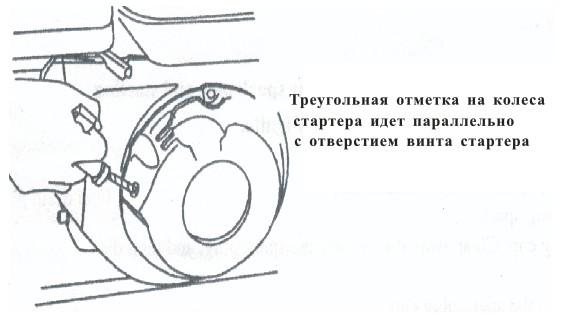 Треугольная отметка на колеса
стартера идет параллельно
с отверстием винта стартера